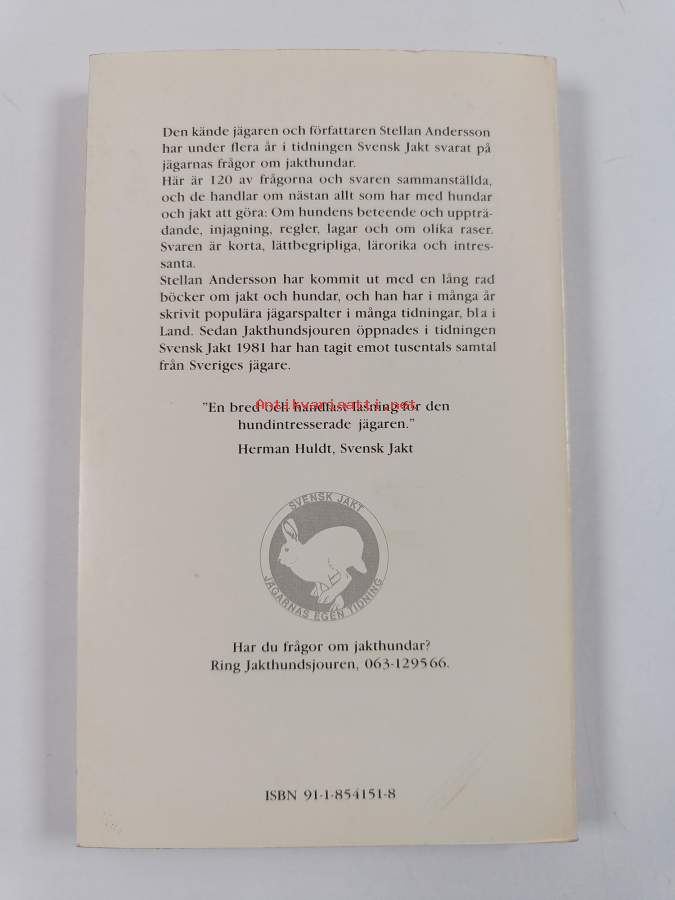 Den kände jägaren och författaren Stellan Andersson
har under flera år i tidningen Svensk Jakt svarat på
jägarnas frågor om jakthundar.
Här är 120 av frågorna och svaren sammanställda,
och de handlar om nästan allt som har med hundar
och jakt att göra: Om hundens beteende och uppträ-
dande, injagning, regler, lagar och om olika raser.
Svaren är korta, lättbegripliga, lärorika och intres-
santa.
Stellan Andersson har kommit ut med en lång rad
böcker om jakt och hundar, och han har i många år
skrivit populära jägarspalter i många tidningar, bl a i
Land. Sedan Jakthundsjouren öppnades i tidningen
Svensk Jakt 1981 har han tagit emot tusentals samtal
från Sveriges jägare.
Antikvariaatti.net
"En bred och handfast läsning för den
hundintresserade jägaren."
Herman Huldt, Svensk Jakt
SVENSK JAKT
JÄGARNAS EGEN TIDNING
Har du frågor om jakthundar?
Ring Jakthundsjouren, 063-129566.
ISBN 91-1-854151-8